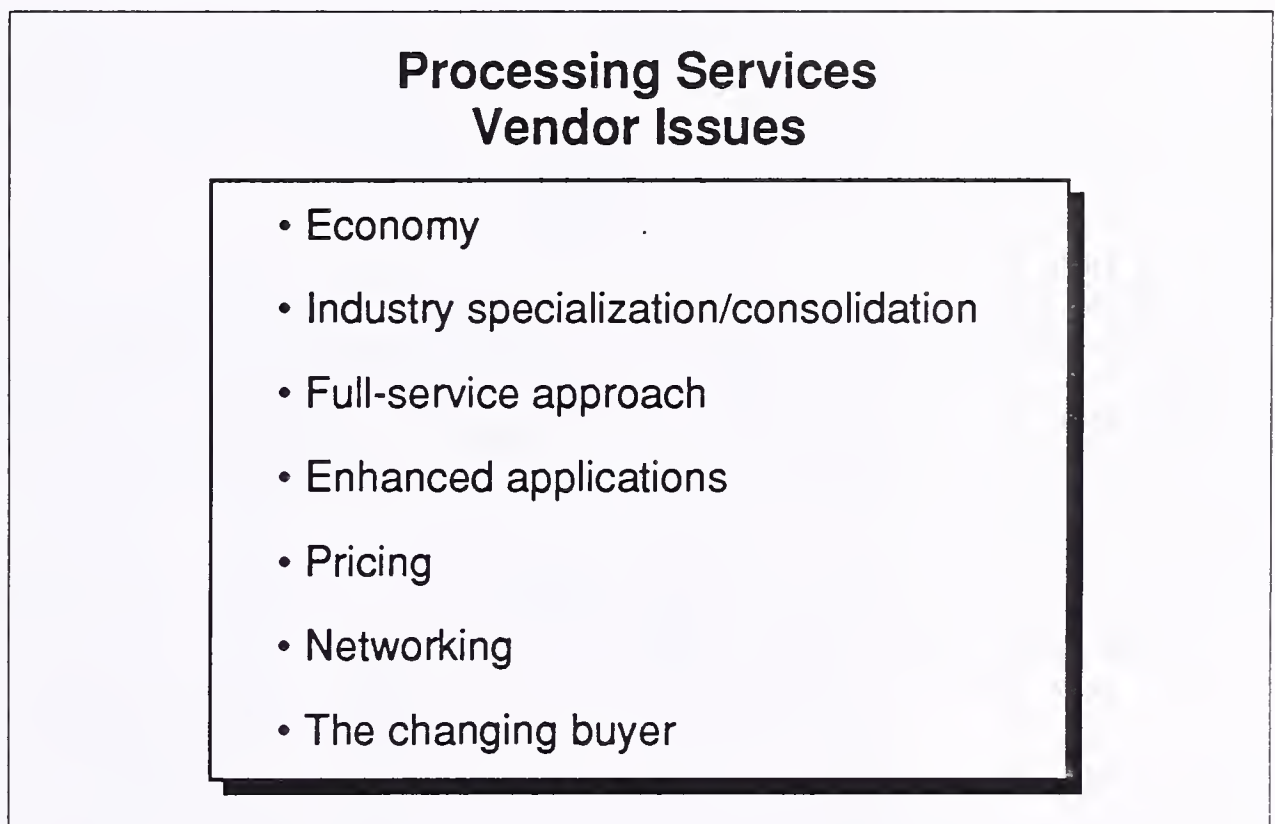 Processing Services
Vendor Issues
• Economy
• Industry specialization/consolidation
• Full-service approach
• Enhanced applications
• Pricing
• Networking
• The changing buyer